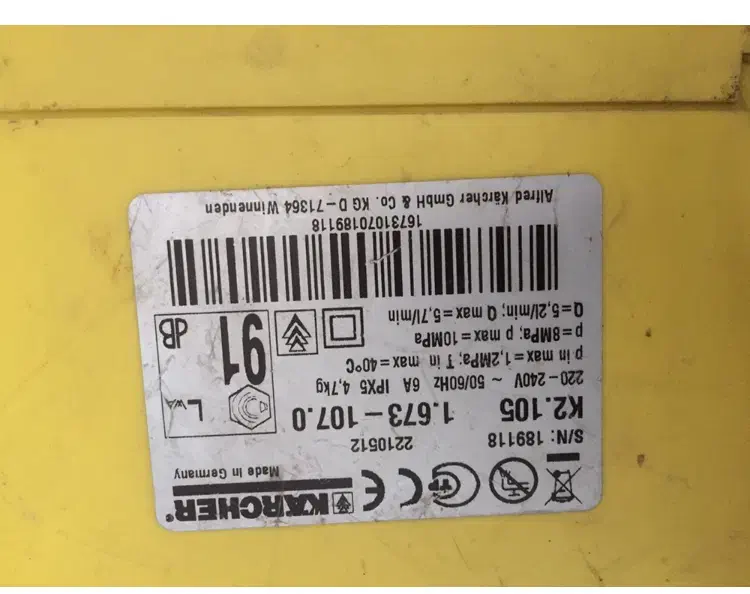 KÄRCHER
Made in Germany
2210512
S/N: 189118
K2.105 1.673-107.0
220-240V ~ 50/60Hz 6A IPX5 4,7kg
p in max = 1,2MPa; T in max = 40°C
p = 8MPa; p max = 10MPa
Q = 5,2l/min; Q max = 5,7l/min
LWA
91 dB
16731070189118
Alfred Kärcher GmbH & Co. KG D-71364 Winnenden